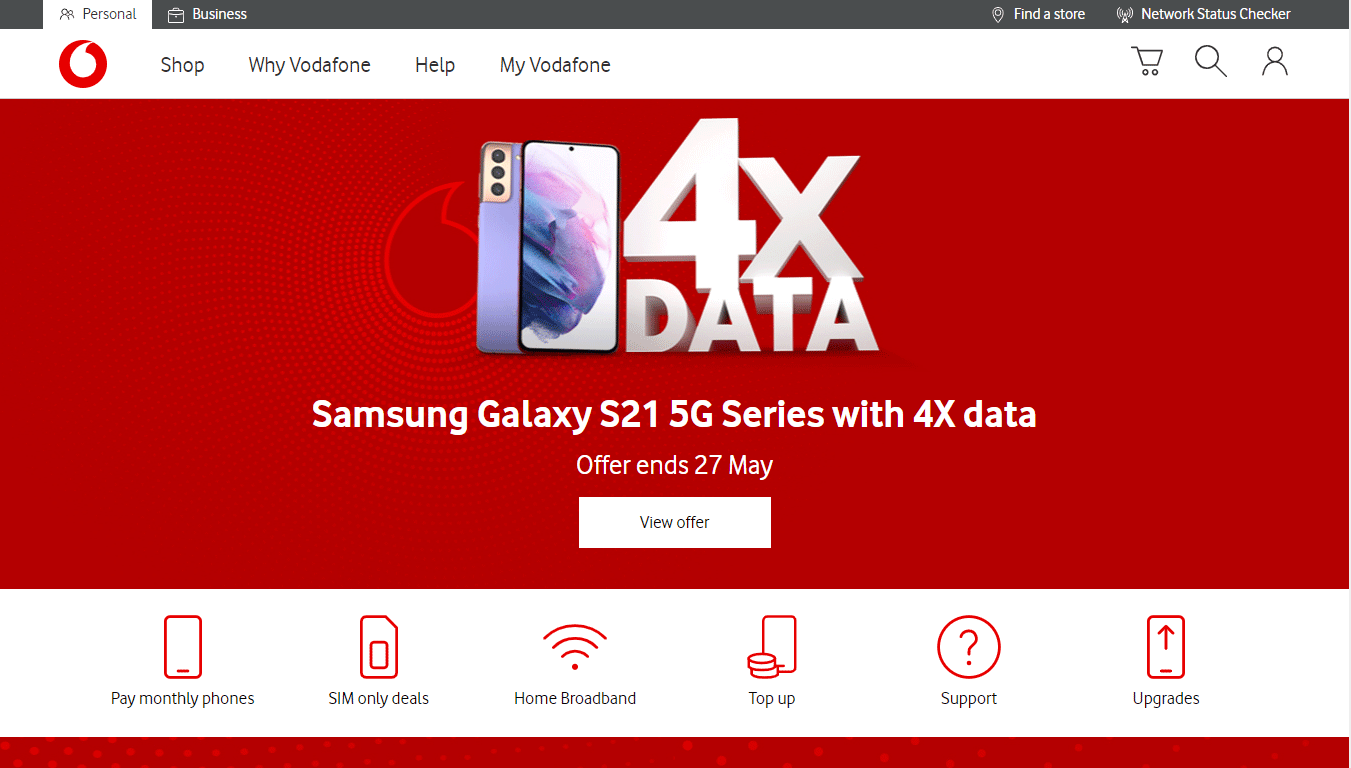 Personal
Business
Find a store
Network Status Checker
Shop
Why Vodafone
Help
My Vodafone
4X
DATA
Samsung Galaxy S21 5G Series with 4X data
Offer ends 27 May
View offer
Pay monthly phones
SIM only deals
Home Broadband
Top up
Support
Upgrades